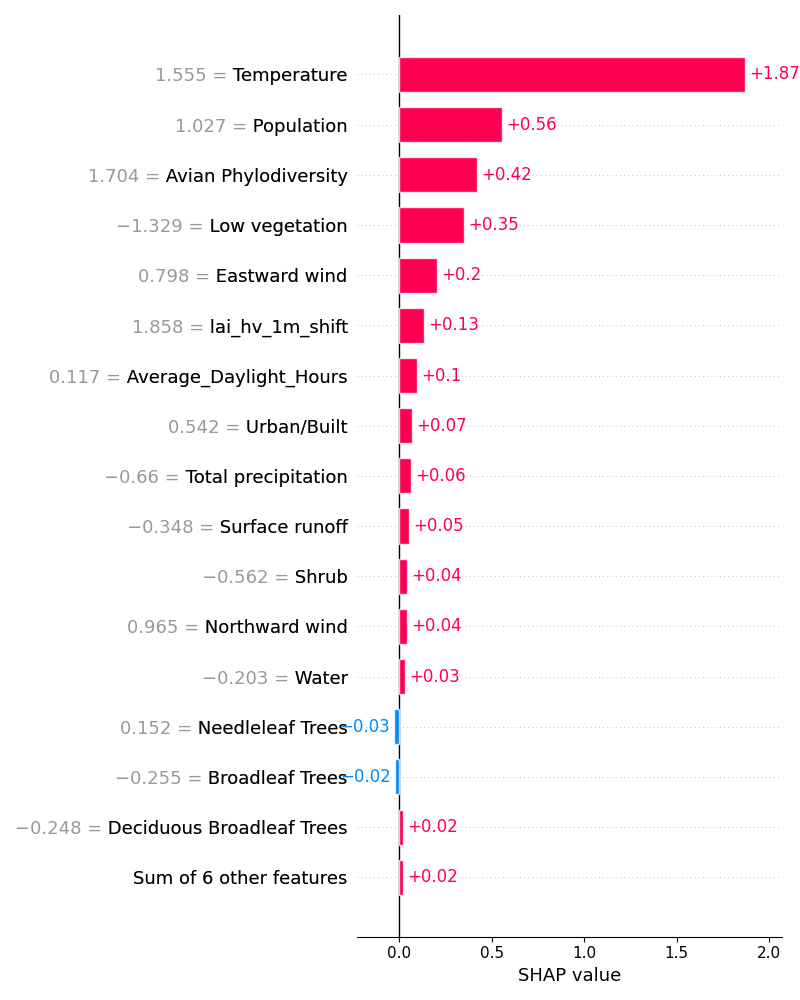 1.555 = Temperature +1.87
1.027 = Population +0.56
1.704 = Avian Phylodiversity +0.42
−1.329 = Low vegetation +0.35
0.798 = Eastward wind +0.2
1.858 = lai_hv_1m_shift +0.13
0.117 = Average_Daylight_Hours +0.1
0.542 = Urban/Built +0.07
−0.66 = Total precipitation +0.06
−0.348 = Surface runoff +0.05
−0.562 = Shrub +0.04
0.965 = Northward wind +0.04
−0.203 = Water +0.03
0.152 = Needleleaf Trees −0.03
−0.255 = Broadleaf Trees −0.02
−0.248 = Deciduous Broadleaf Trees +0.02
Sum of 6 other features +0.02
0.0 0.5 1.0 1.5 2.0
SHAP value